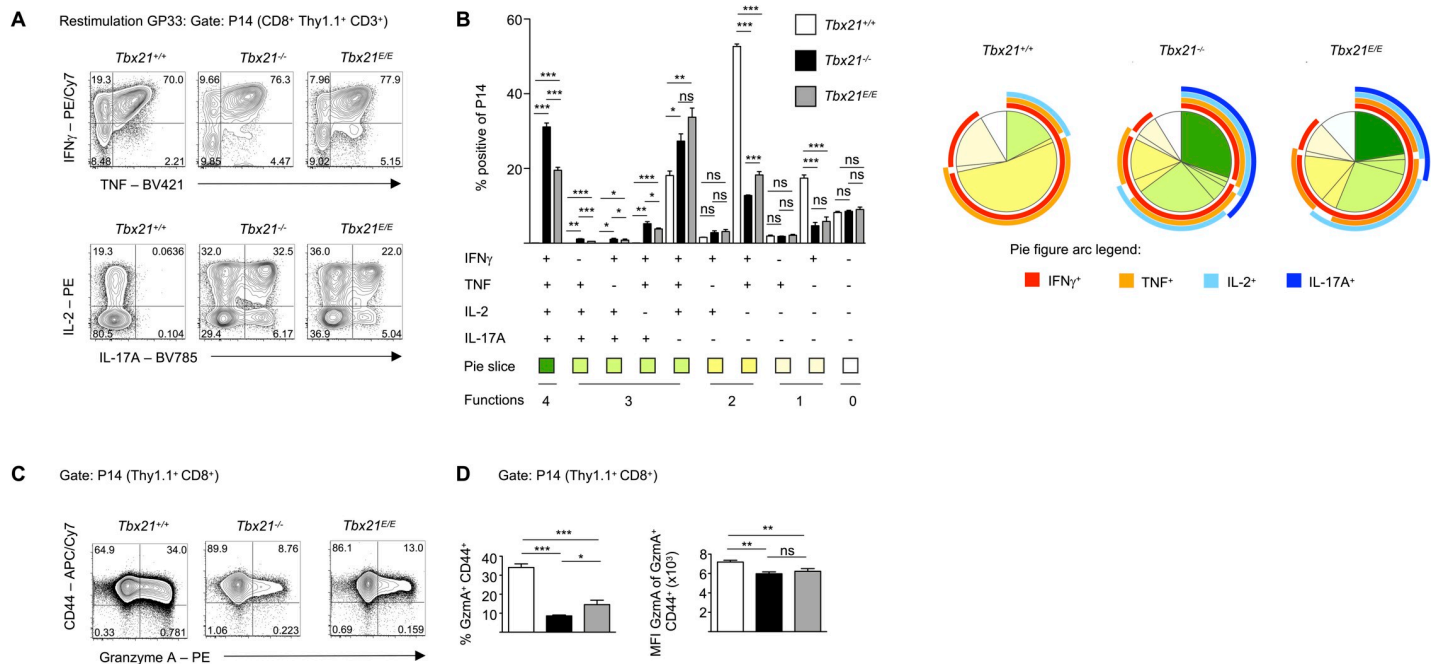 A
Restimulation GP33: Gate: P14 (CD8⁺ Thy1.1⁺ CD3⁺)
Tbx21⁺/⁺ Tbx21⁻/⁻ Tbx21ᴱ/ᴱ
IFNγ – PE/Cy7
19.3 70.0 9.66 76.3 7.96 77.9
8.48 2.21 9.85 4.47 9.02 5.15
TNF – BV421
Tbx21⁺/⁺ Tbx21⁻/⁻ Tbx21ᴱ/ᴱ
IL-2 – PE
19.3 0.0636 32.0 32.5 36.0 22.0
80.5 0.104 29.4 6.17 36.9 5.04
IL-17A – BV785
B
% positive of P14
60
40
20
Tbx21⁺/⁺
Tbx21⁻/⁻
Tbx21ᴱ/ᴱ
*** *** ***
** *** ***
* * *
** * ***
* ns **
ns ns ns
*** *** ***
ns ns ns
*** ns ***
ns ns ns
IFNγ + - + + + + + - + -
TNF + + - + + - + - - -
IL-2 + + + - + + - + - -
IL-17A + + + + - - - - - -
Pie slice
Functions 4 3 2 1 0
Tbx21⁺/⁺ Tbx21⁻/⁻ Tbx21ᴱ/ᴱ
Pie figure arc legend:
IFNγ⁺ TNF⁺ IL-2⁺ IL-17A⁺
C
Gate: P14 (Thy1.1⁺ CD8⁺)
Tbx21⁺/⁺ Tbx21⁻/⁻ Tbx21ᴱ/ᴱ
CD44 – APC/Cy7
64.9 34.0 89.9 8.76 86.1 13.0
0.33 0.781 1.06 0.223 0.69 0.159
Granzyme A – PE
D
Gate: P14 (Thy1.1⁺ CD8⁺)
% GzmA⁺ CD44⁺
40
30
20
10
***
***
*
MFI GzmA of GzmA⁺
CD44⁺ (x10³)
8
6
4
2
**
**
ns